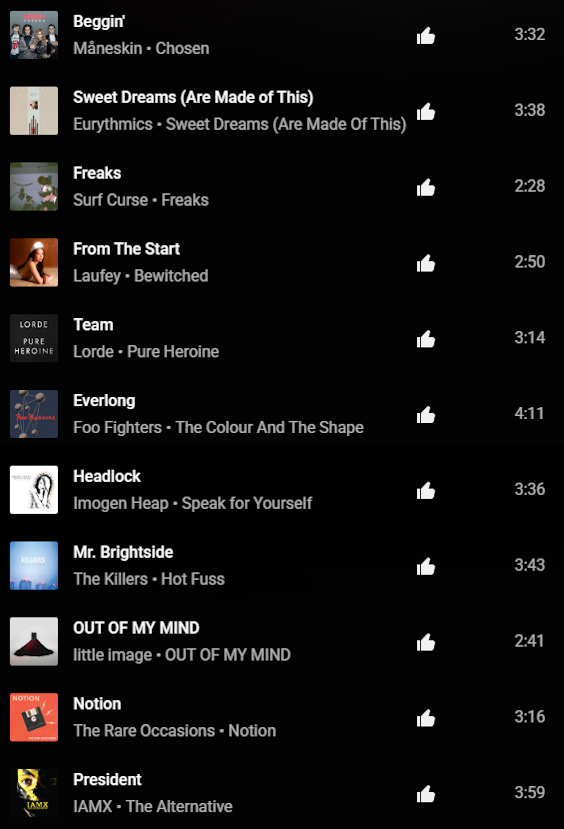 Beggin'
Måneskin • Chosen
3:32
Sweet Dreams (Are Made of This)
Eurythmics • Sweet Dreams (Are Made Of This)
3:38
Freaks
Surf Curse • Freaks
2:28
From The Start
Laufey • Bewitched
2:50
LORDE
PURE
HEROINE
Team
Lorde • Pure Heroine
3:14
Foo Fighters
Everlong
Foo Fighters • The Colour And The Shape
4:11
Headlock
Imogen Heap • Speak for Yourself
3:36
KILLERS
Mr. Brightside
The Killers • Hot Fuss
3:43
OUT OF MY MIND
little image • OUT OF MY MIND
2:41
NOTION
Notion
The Rare Occasions • Notion
3:16
IAMX
President
IAMX • The Alternative
3:59